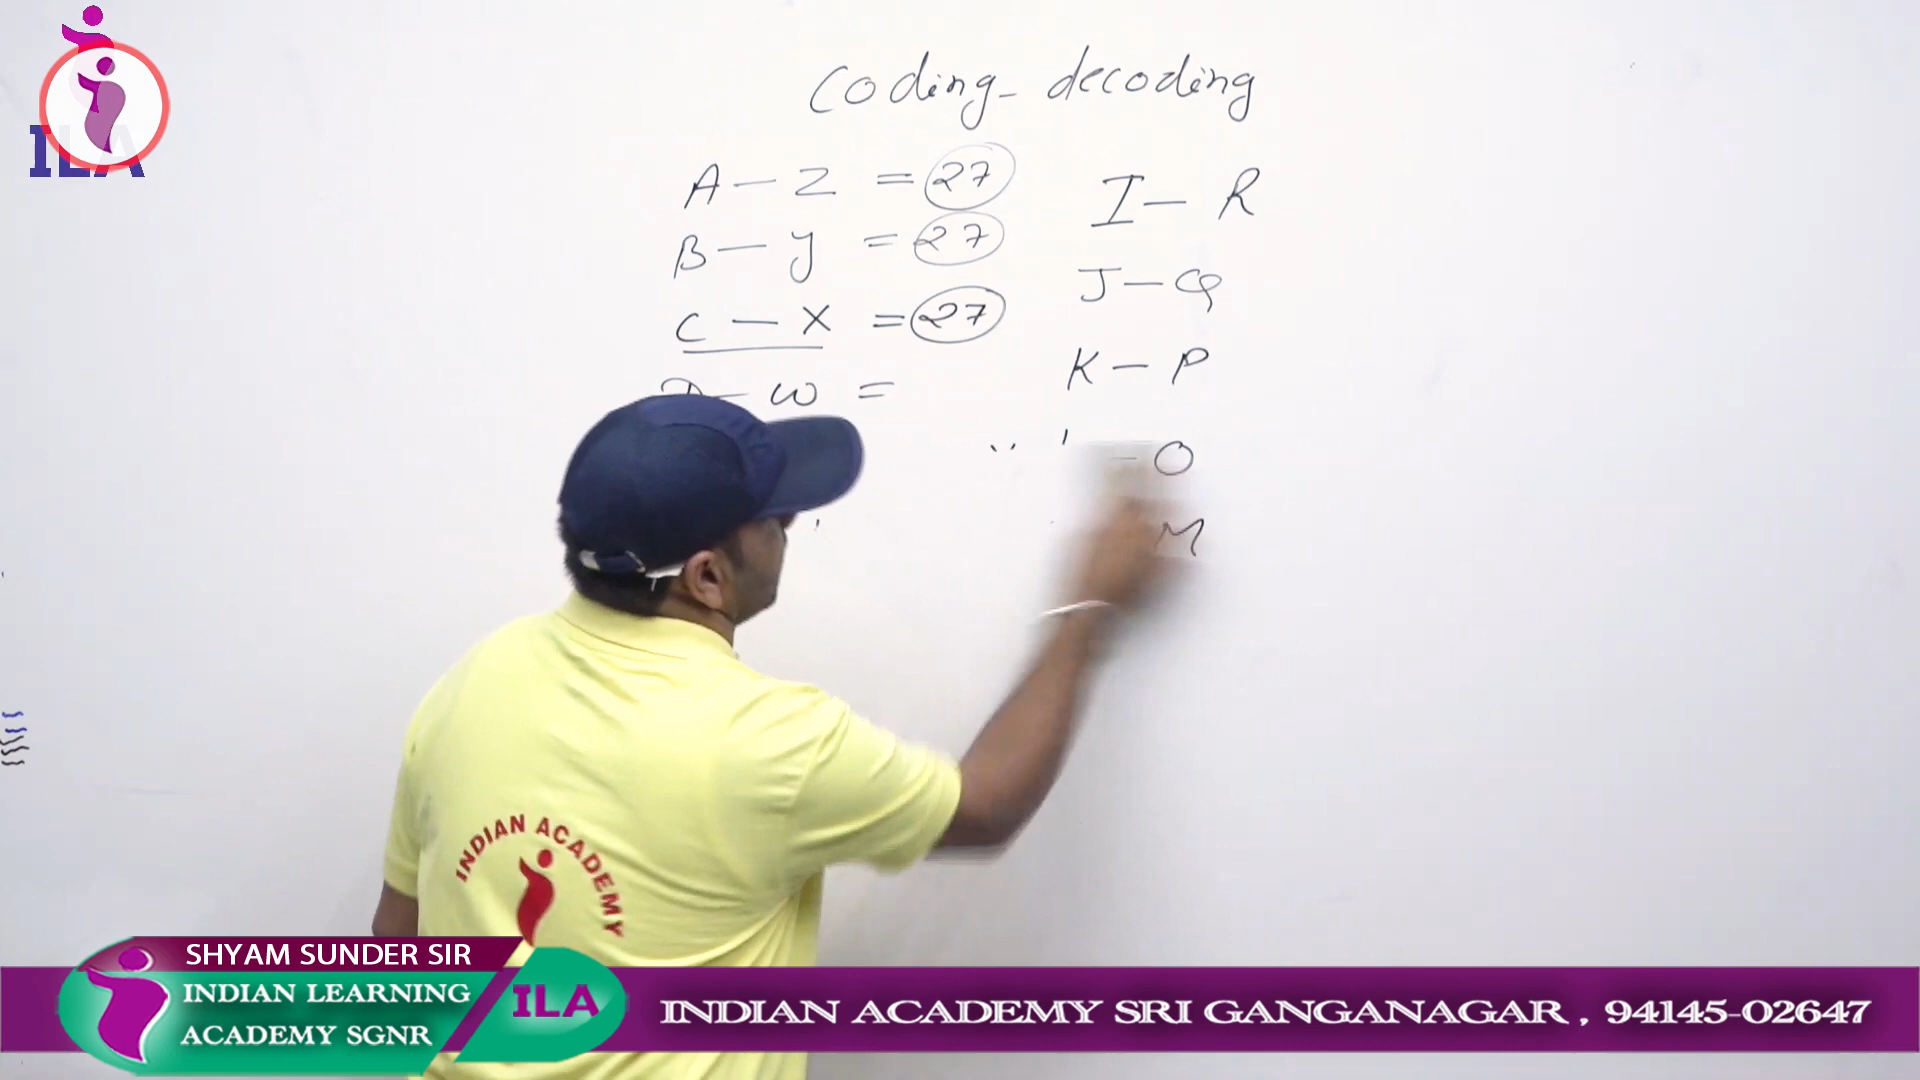 ILA
coding- decoding
A - Z = 27
B - Y = 27
C - X = 27
D - W =
I - R
J - Q
K - P
- O
M
INDIAN ACADEMY
SHYAM SUNDER SIR
INDIAN LEARNING
ACADEMY SGNR
ILA
INDIAN ACADEMY SRI GANGANAGAR , 94145-02647